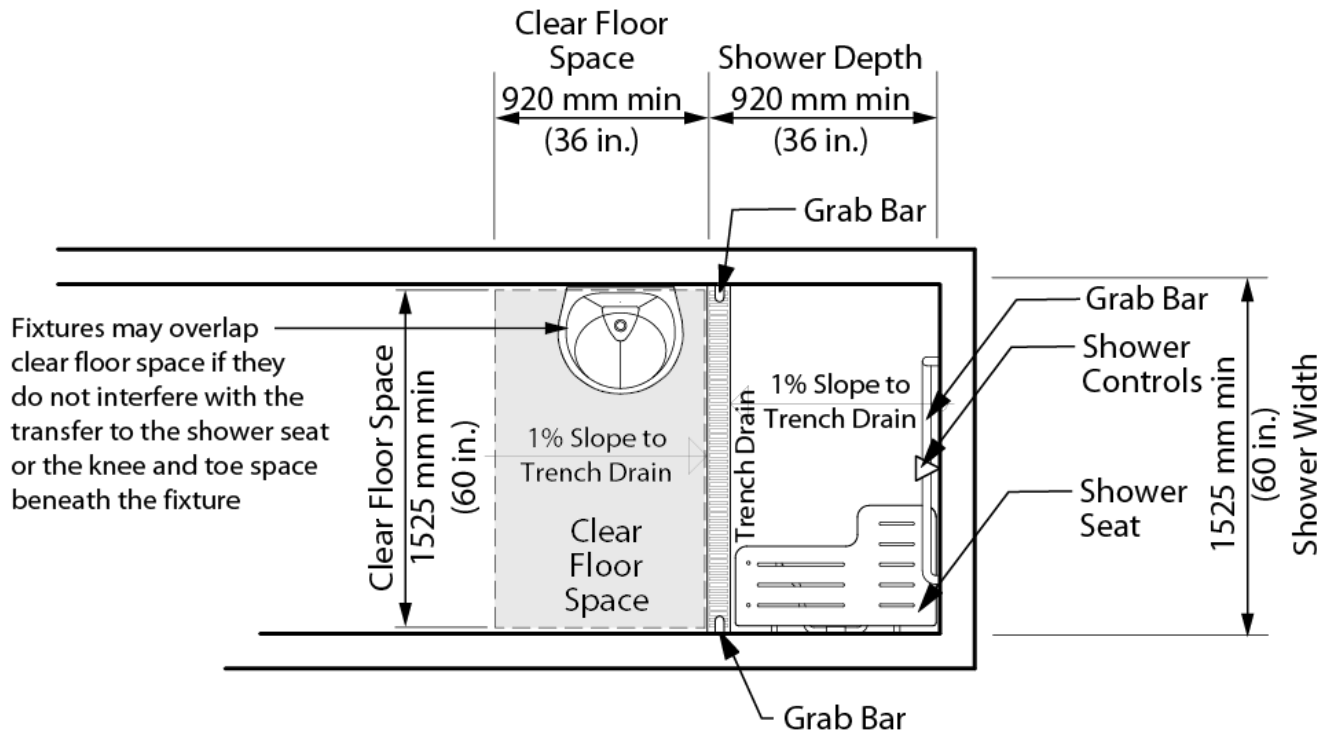 Clear Floor
Space
920 mm min
(36 in.)
Shower Depth
920 mm min
(36 in.)
Grab Bar
Fixtures may overlap
clear floor space if they
do not interfere with the
transfer to the shower seat
or the knee and toe space
beneath the fixture
Clear Floor Space
1525 mm min
(60 in.)
1% Slope to
Trench Drain
Clear
Floor
Space
Trench Drain
1% Slope to
Trench Drain
Grab Bar
Shower
Controls
Shower
Seat
1525 mm min
(60 in.)
Shower Width
Grab Bar